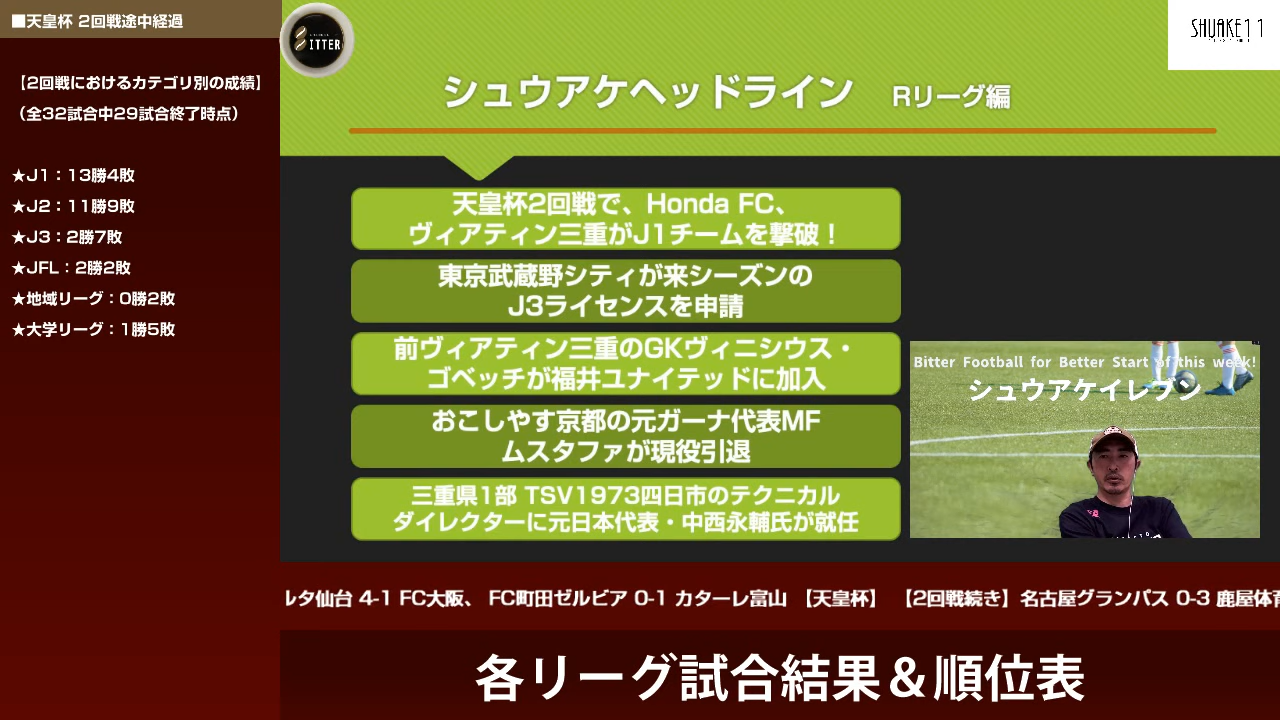 ■天皇杯 2回戦途中経過
【2回戦におけるカテゴリ別の成績】
（全32試合中29試合終了時点）
★J1：13勝4敗
★J2：11勝9敗
★J3：2勝7敗
★JFL：2勝2敗
★地域リーグ：0勝2敗
★大学リーグ：1勝5敗
ITTER
SHUAKE11
シュウアケヘッドライン Rリーグ編
天皇杯2回戦で、Honda FC、
ヴィアティン三重がJ1チームを撃破！
東京武蔵野シティが来シーズンの
J3ライセンスを申請
前ヴィアティン三重のGKヴィニシウス・
ゴベッチが福井ユナイテッドに加入
おこしやす京都の元ガーナ代表MF
ムスタファが現役引退
三重県1部 TSV1973四日市のテクニカル
ダイレクターに元日本代表・中西永輔氏が就任
Bitter Football for Better Start of this week!
シュウアケイレブン
ルタ仙台 4-1 FC大阪、 FC町田ゼルビア 0-1 カターレ富山 【天皇杯】 【2回戦続き】名古屋グランパス 0-3 鹿屋体育
各リーグ試合結果＆順位表